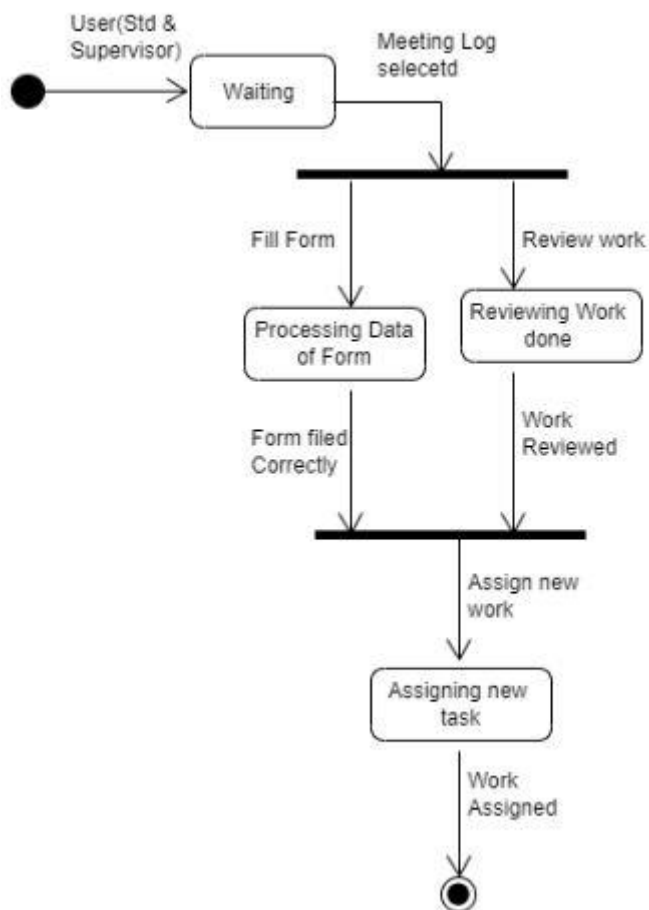 User(Std &
Supervisor)
Waiting
Meeting Log
selecetd
Fill Form
Review work
Processing Data
of Form
Reviewing Work
done
Form filed
Correctly
Work
Reviewed
Assign new
work
Assigning new
task
Work
Assigned